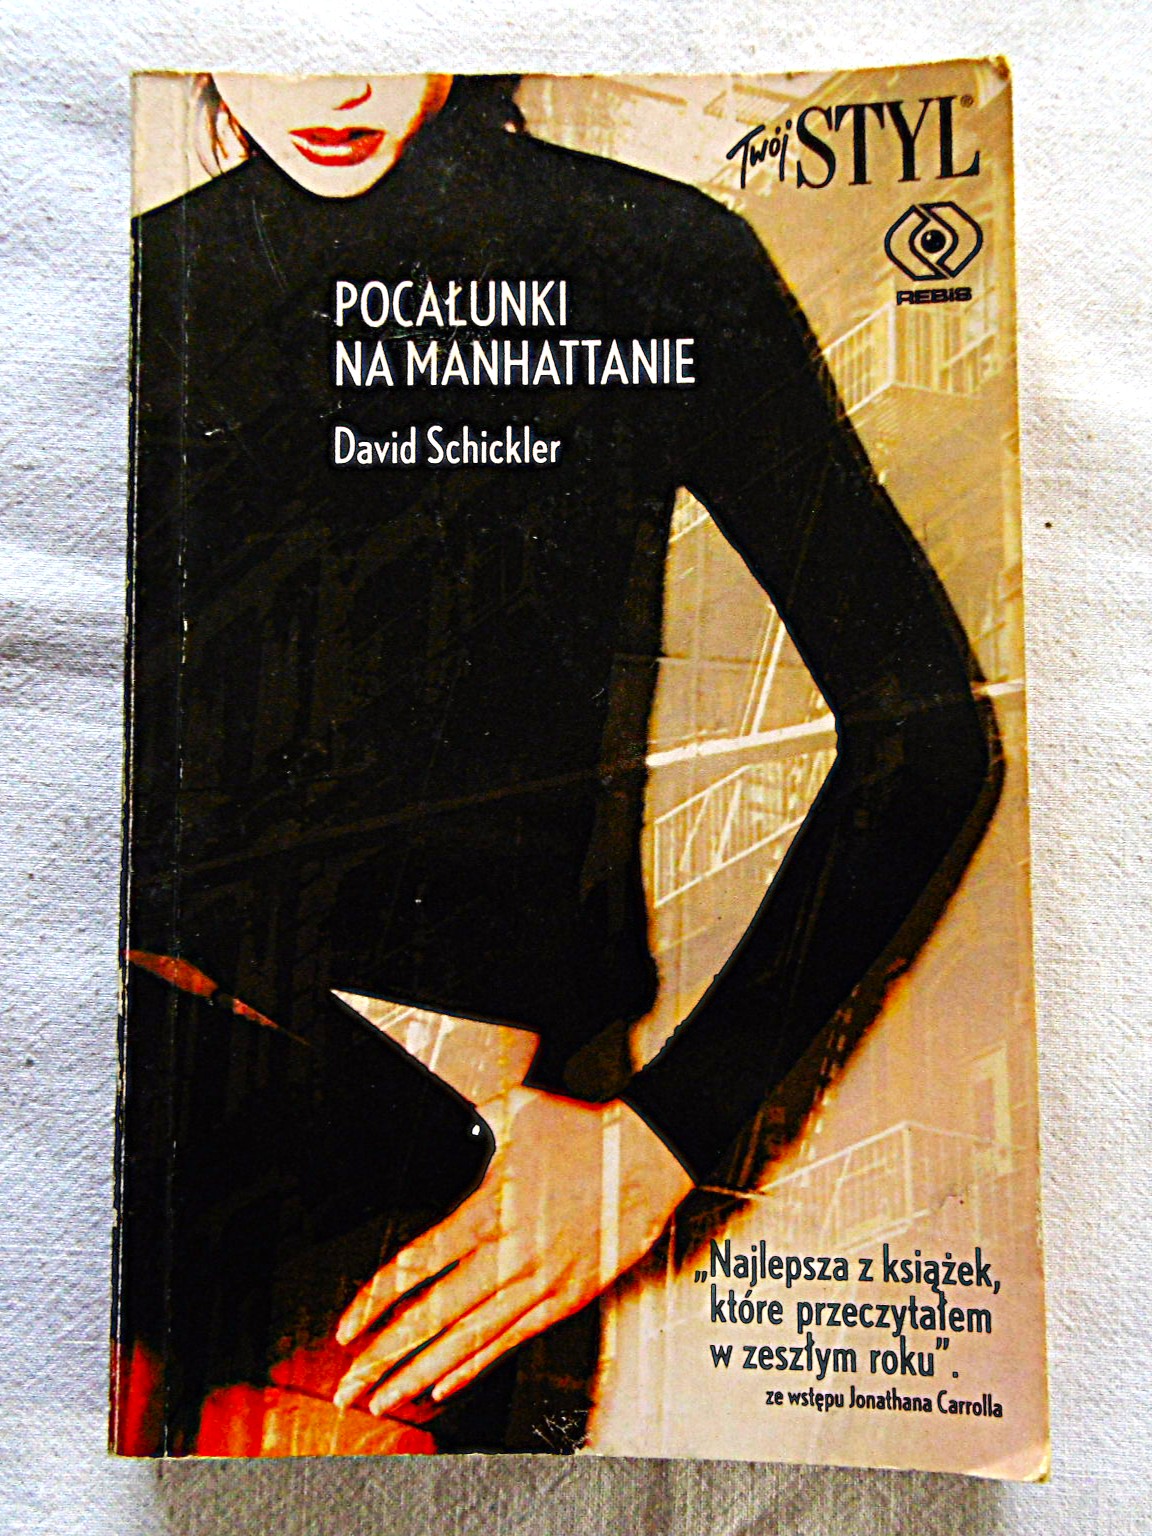 Twój STYL®
REBIS
POCAŁUNKI
NA MANHATTANIE
David Schickler
„Najlepsza z książek,
które przeczytałem
w zeszłym roku”.
ze wstępu Jonathana Carrolla